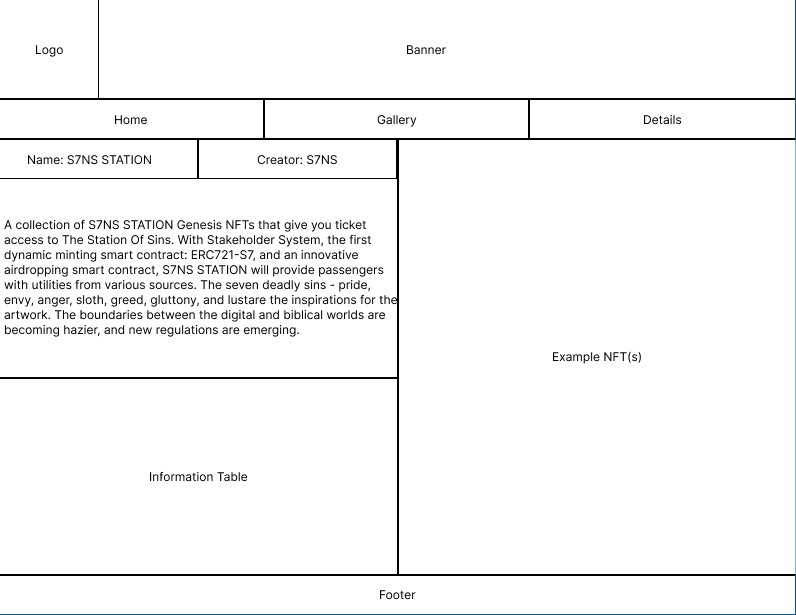 Logo
Banner
Home
Gallery
Details
Name: S7NS STATION
Creator: S7NS
A collection of S7NS STATION Genesis NFTs that give you ticket
access to The Station Of Sins. With Stakeholder System, the first
dynamic minting smart contract: ERC721-S7, and an innovative
airdropping smart contract, S7NS STATION will provide passengers
with utilities from various sources. The seven deadly sins - pride,
envy, anger, sloth, greed, gluttony, and lustare the inspirations for the
artwork. The boundaries between the digital and biblical worlds are
becoming hazier, and new regulations are emerging.
Example NFT(s)
Information Table
Footer